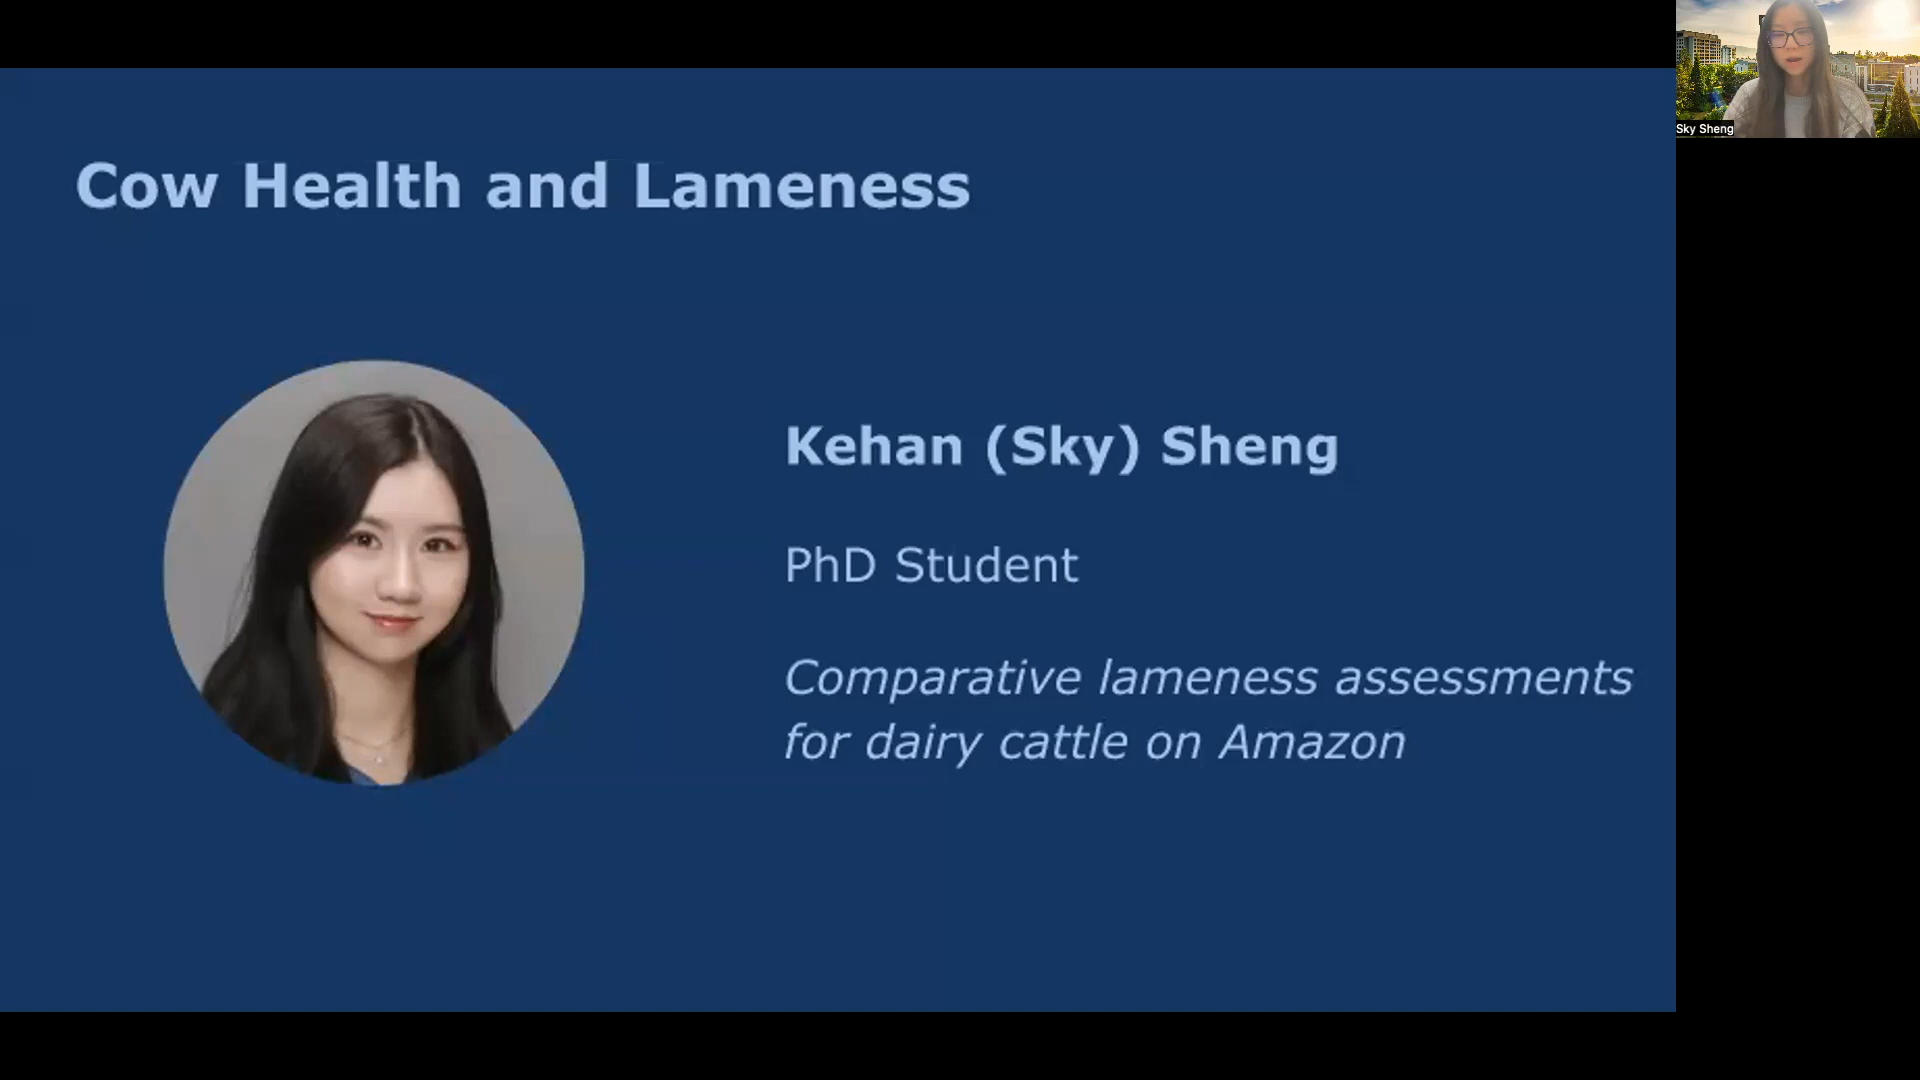 Cow Health and Lameness
Kehan (Sky) Sheng
PhD Student
Comparative lameness assessments
for dairy cattle on Amazon
Sky Sheng